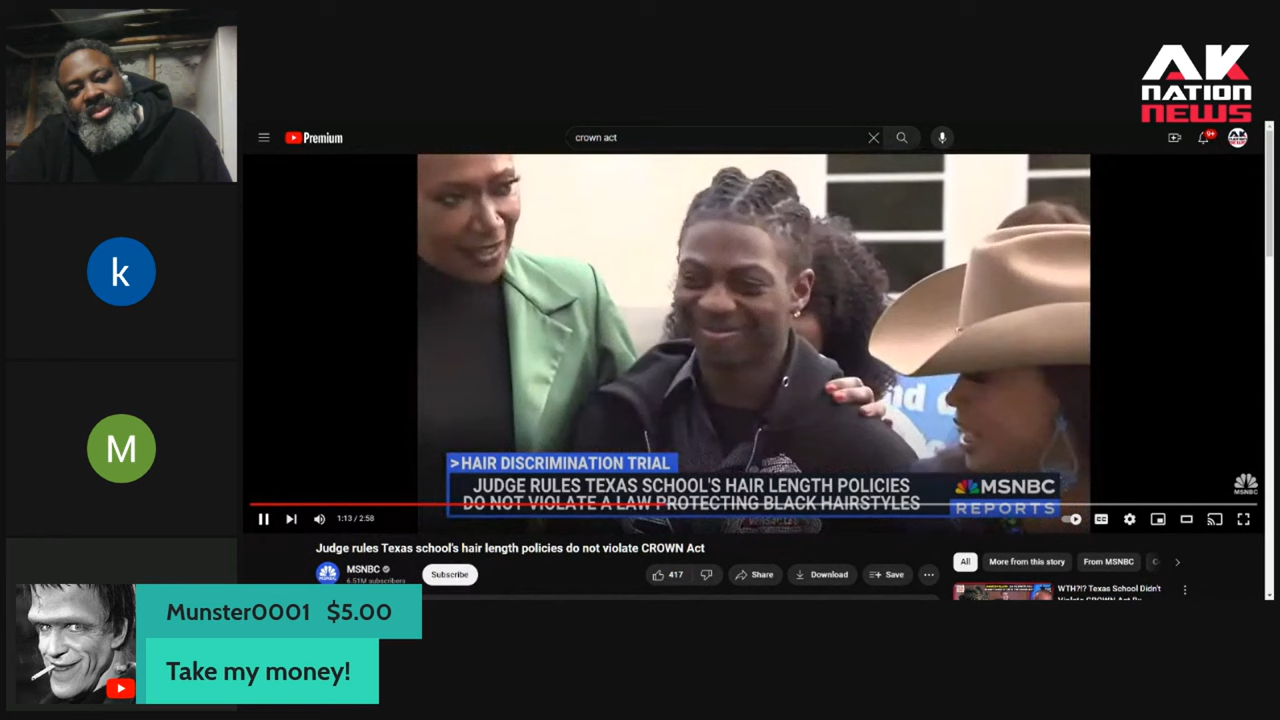 AK
NATION
NEWS
Premium
crown act
9+
k
M
>HAIR DISCRIMINATION TRIAL
JUDGE RULES TEXAS SCHOOL'S HAIR LENGTH POLICIES
DO NOT VIOLATE A LAW PROTECTING BLACK HAIRSTYLES
MSNBC
REPORTS
MSNBC
1:13 / 2:58
CC
Judge rules Texas school's hair length policies do not violate CROWN Act
MSNBC
6.51M subscribers
Subscribe
417
Share
Download
Save
All
More from this story
From MSNBC
WTH?!? Texas School Didn't
Violate CROWN Act By
Munster0001 $5.00
Take my money!